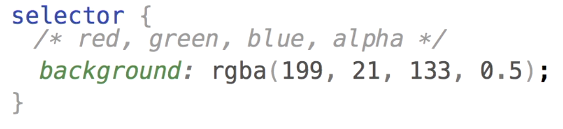 selector {
/* red, green, blue, alpha */
background: rgba(199, 21, 133, 0.5);
}